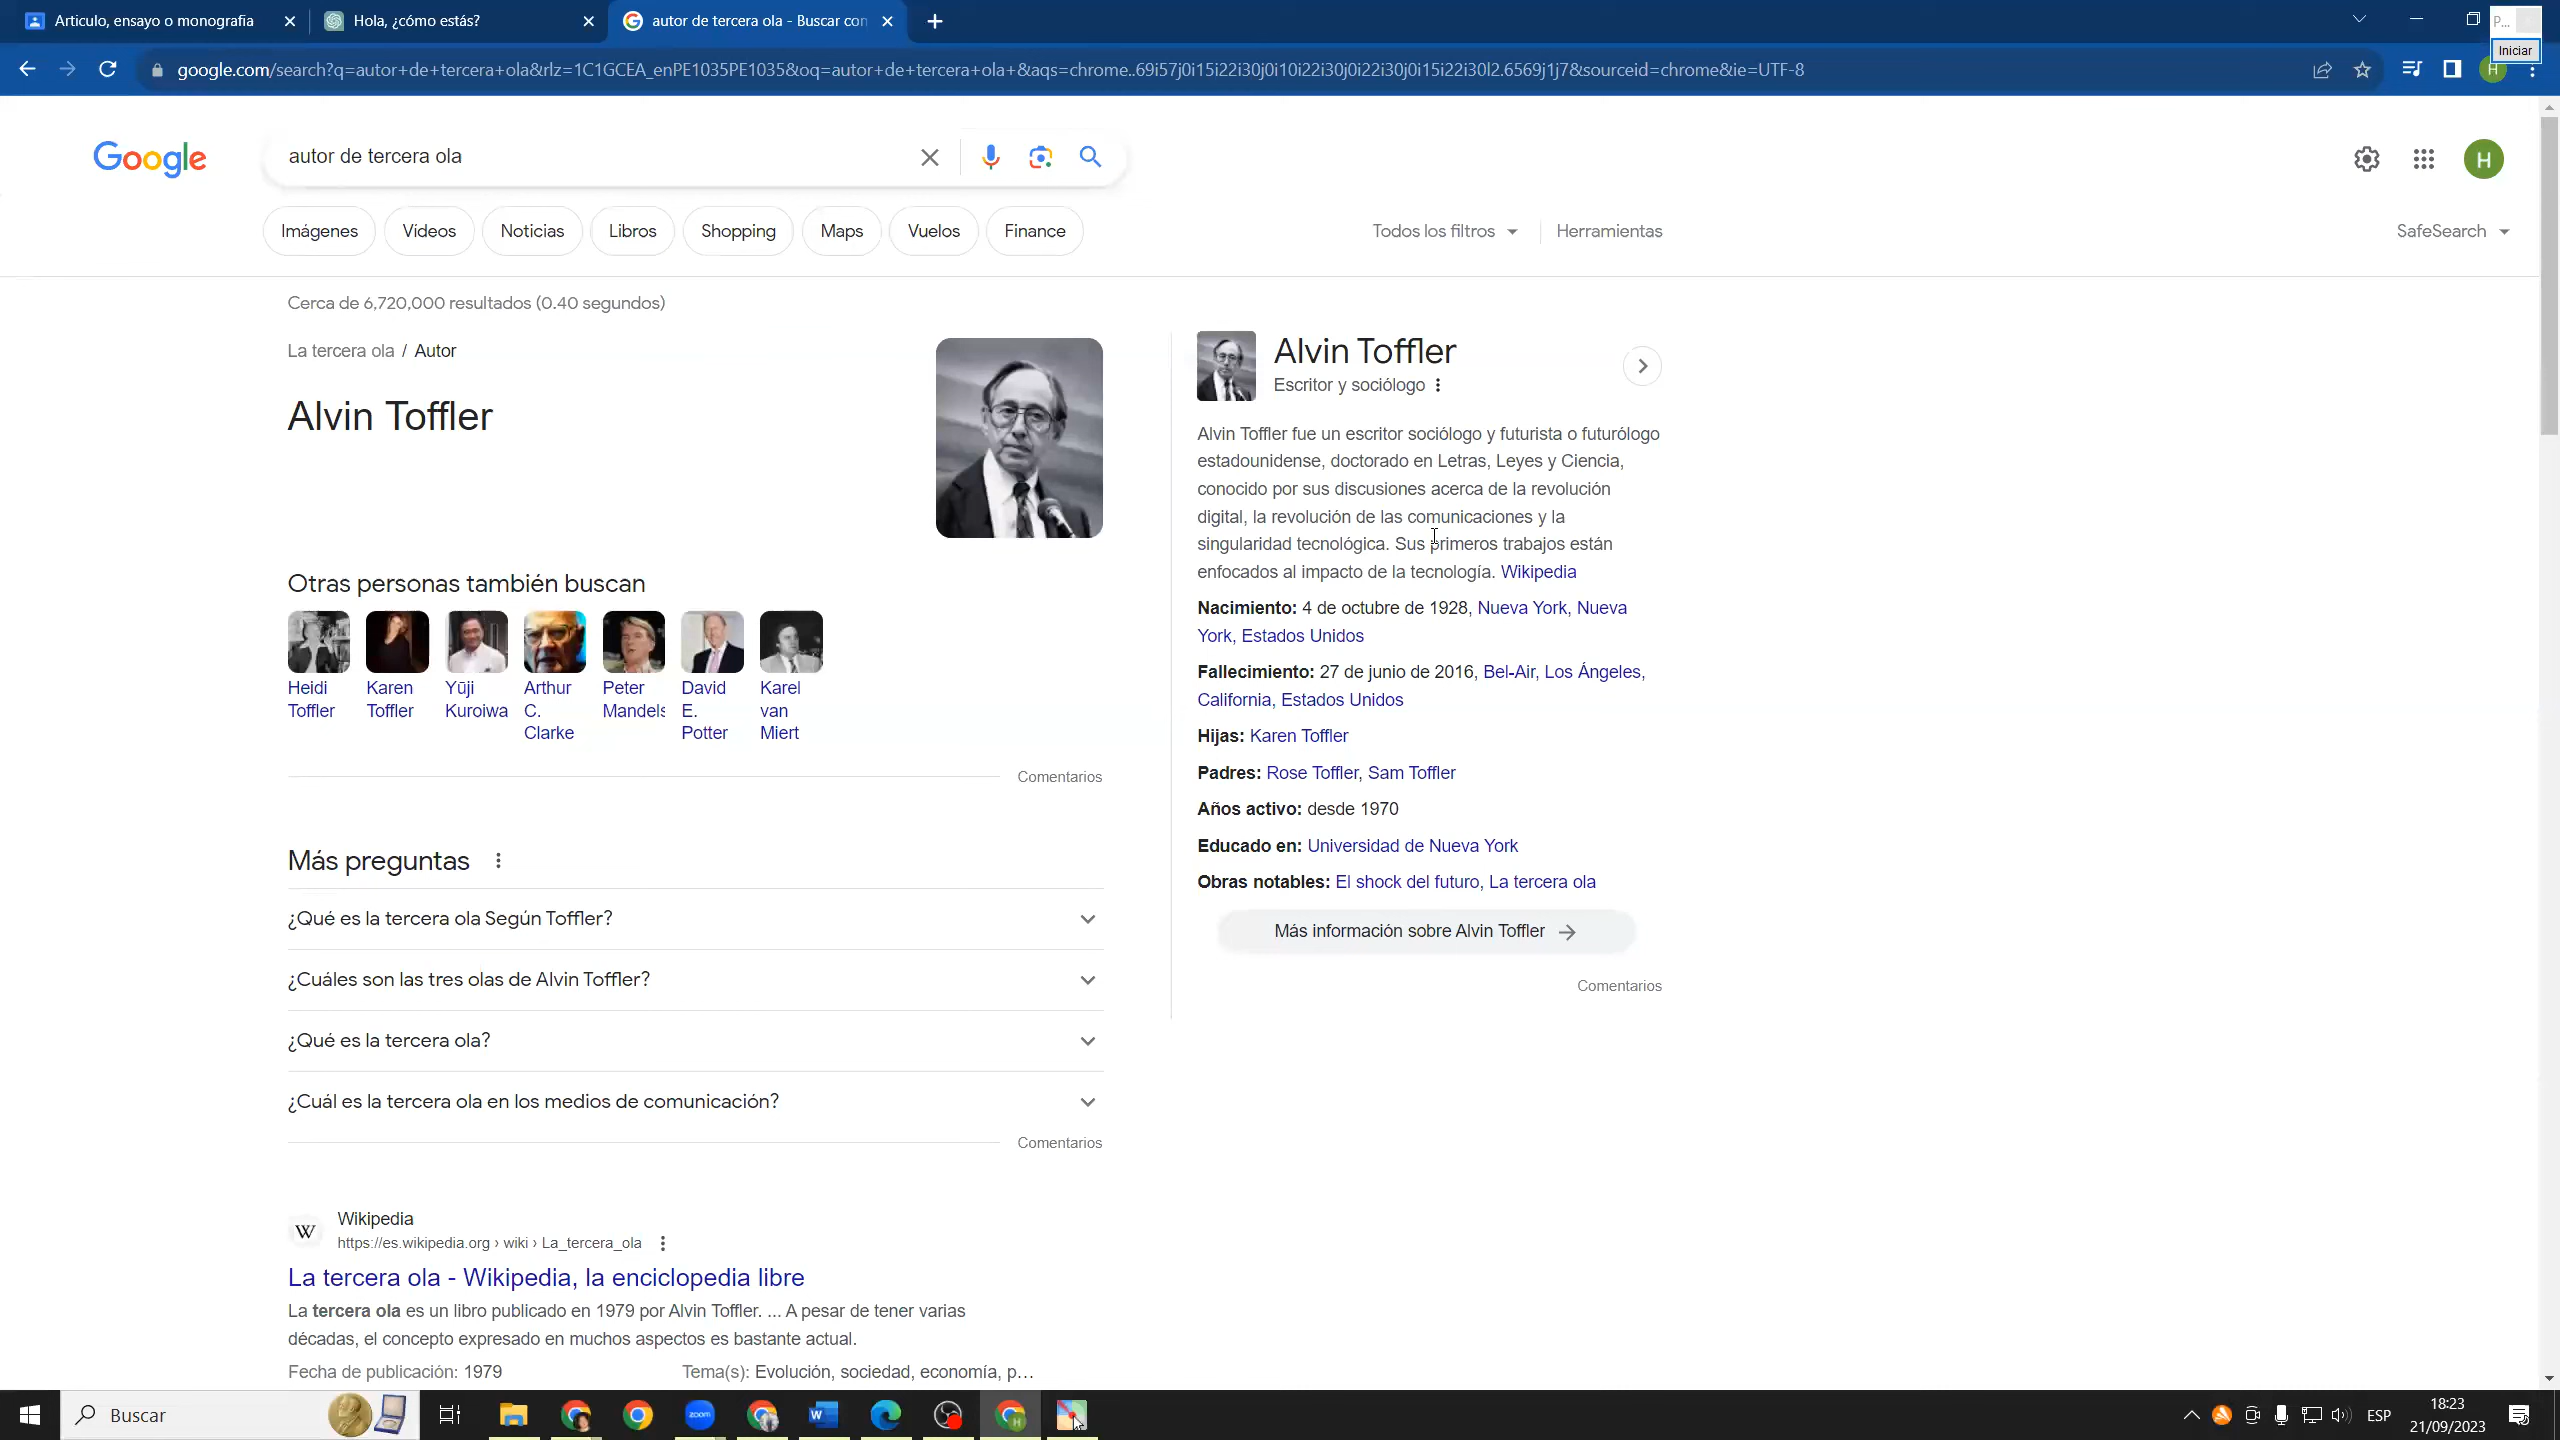 Articulo, ensayo o monografia
Hola, ¿cómo estás?
autor de tercera ola - Buscar con
P...
Iniciar
google.com/search?q=autor+de+tercera+ola&rlz=1C1GCEA_enPE1035PE1035&oq=autor+de+tercera+ola+&aqs=chrome..69i57j0i15i22i30j0i10i22i30j0i22i30j0i15i22i30l2.6569j1j7&sourceid=chrome&ie=UTF-8
H
Google
autor de tercera ola
H
Imágenes
Videos
Noticias
Libros
Shopping
Maps
Vuelos
Finance
Todos los filtros
Herramientas
SafeSearch
Cerca de 6,720,000 resultados (0.40 segundos)
La tercera ola / Autor
Alvin Toffler
Otras personas también buscan
Heidi Toffler
Karen Toffler
Yūji Kuroiwa
Arthur C. Clarke
Peter Mandels
David E. Potter
Karel van Miert
Comentarios
Más preguntas
¿Qué es la tercera ola Según Toffler?
¿Cuáles son las tres olas de Alvin Toffler?
¿Qué es la tercera ola?
¿Cuál es la tercera ola en los medios de comunicación?
Comentarios
W
Wikipedia
https://es.wikipedia.org › wiki › La_tercera_ola
La tercera ola - Wikipedia, la enciclopedia libre
La tercera ola es un libro publicado en 1979 por Alvin Toffler. ... A pesar de tener varias
décadas, el concepto expresado en muchos aspectos es bastante actual.
Fecha de publicación: 1979
Tema(s): Evolución, sociedad, economía, p...
Alvin Toffler
Escritor y sociólogo
Alvin Toffler fue un escritor sociólogo y futurista o futurólogo
estadounidense, doctorado en Letras, Leyes y Ciencia,
conocido por sus discusiones acerca de la revolución
digital, la revolución de las comunicaciones y la
singularidad tecnológica. Sus primeros trabajos están
enfocados al impacto de la tecnología. Wikipedia
Nacimiento: 4 de octubre de 1928, Nueva York, Nueva
York, Estados Unidos
Fallecimiento: 27 de junio de 2016, Bel-Air, Los Ángeles,
California, Estados Unidos
Hijas: Karen Toffler
Padres: Rose Toffler, Sam Toffler
Años activo: desde 1970
Educado en: Universidad de Nueva York
Obras notables: El shock del futuro, La tercera ola
Más información sobre Alvin Toffler
Comentarios
Buscar
zoom
W
H
ESP
18:23
21/09/2023